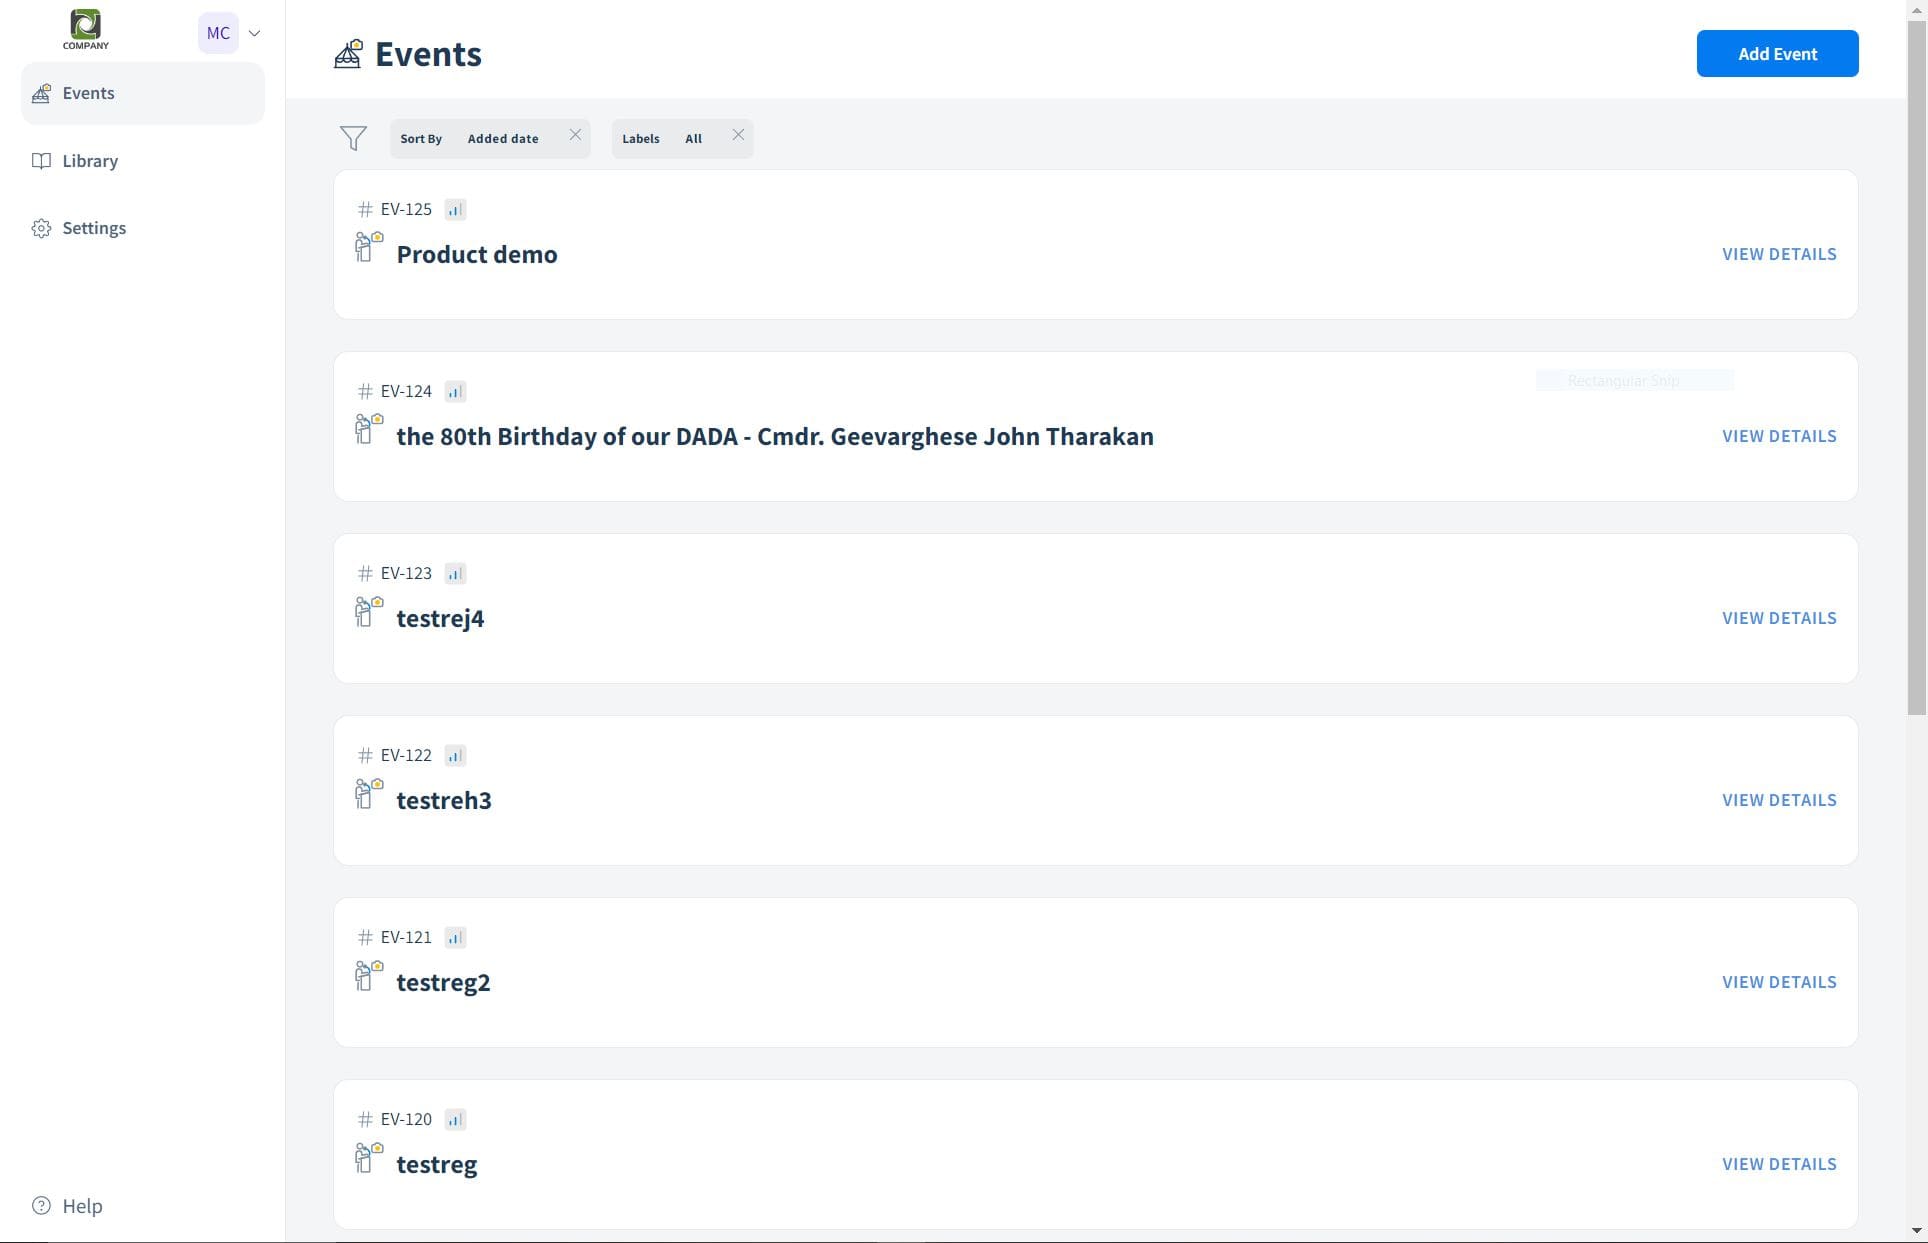 COMPANY
MC
Events
Library
Settings
Help
Events
Add Event
Sort By Added date
Labels All
# EV-125
Product demo
VIEW DETAILS
# EV-124
Rectangular Snip
the 80th Birthday of our DADA - Cmdr. Geevarghese John Tharakan
VIEW DETAILS
# EV-123
testrej4
VIEW DETAILS
# EV-122
testreh3
VIEW DETAILS
# EV-121
testreg2
VIEW DETAILS
# EV-120
testreg
VIEW DETAILS